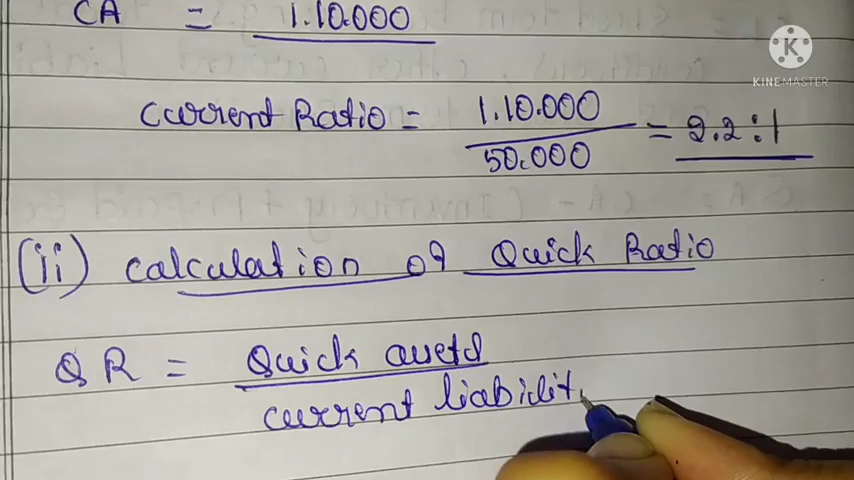 CA = 1.10.000
K
KINEMASTER
Current Ratio = 1.10.000 / 50.000 = 2.2:1
(ii) Calculation of Quick Ratio
QR = Quick assets
Current liabilit